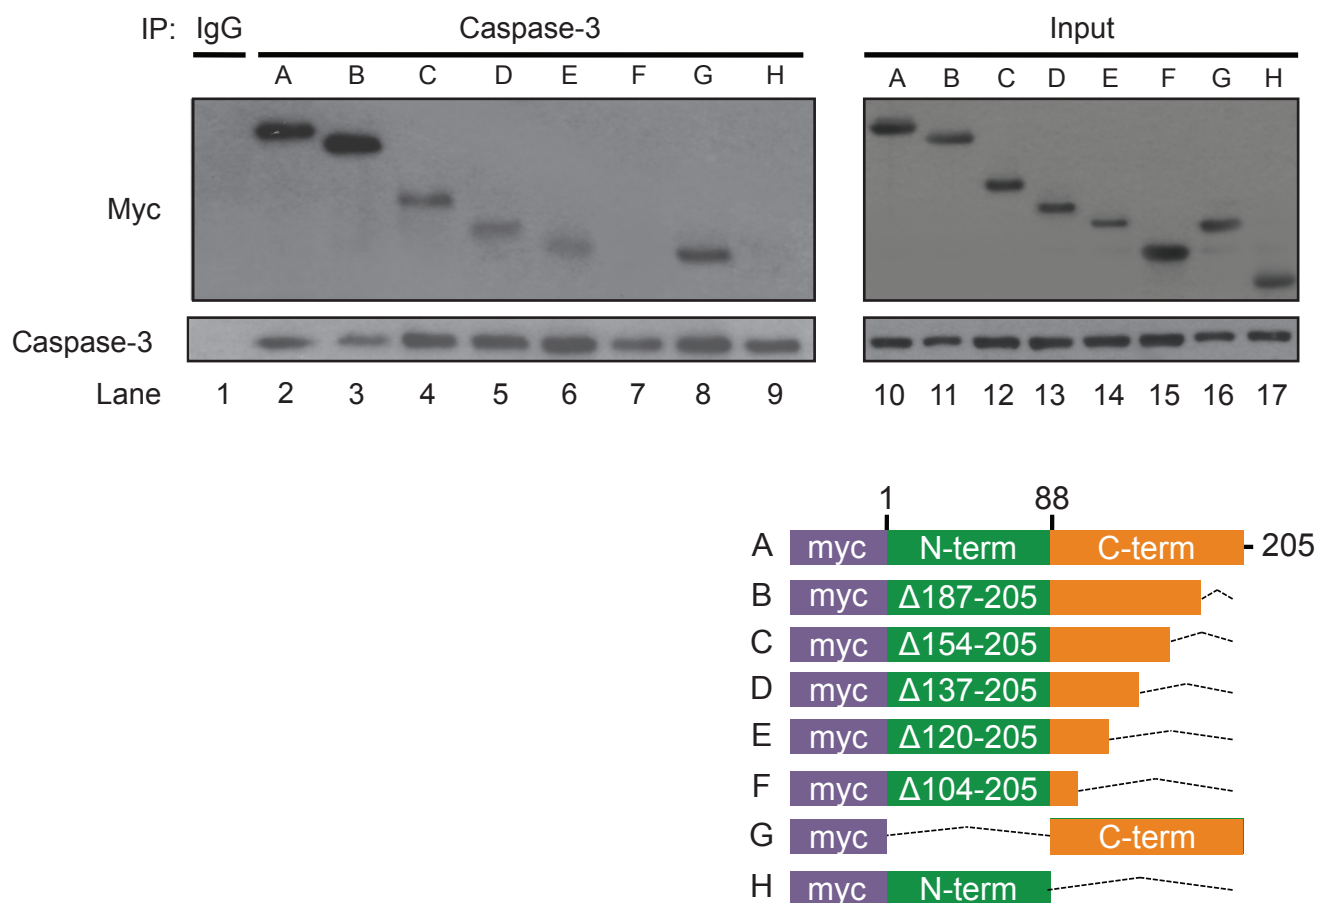 IP: IgG Caspase-3 Input
A B C D E F G H A B C D E F G H
Myc
Caspase-3
Lane 1 2 3 4 5 6 7 8 9 10 11 12 13 14 15 16 17
1 88
A myc N-term C-term 205
B myc Δ187-205
C myc Δ154-205
D myc Δ137-205
E myc Δ120-205
F myc Δ104-205
G myc C-term
H myc N-term